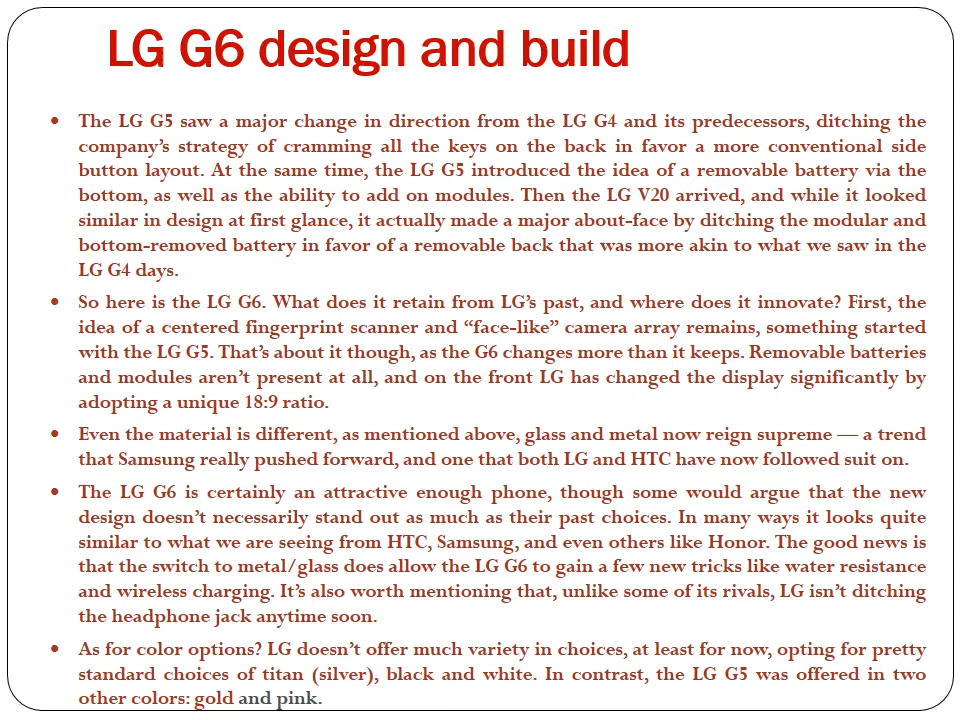 LG G6 design and build
• The LG G5 saw a major change in direction from the LG G4 and its predecessors, ditching the
company’s strategy of cramming all the keys on the back in favor a more conventional side
button layout. At the same time, the LG G5 introduced the idea of a removable battery via the
bottom, as well as the ability to add on modules. Then the LG V20 arrived, and while it looked
similar in design at first glance, it actually made a major about-face by ditching the modular and
bottom-removed battery in favor of a removable back that was more akin to what we saw in the
LG G4 days.
• So here is the LG G6. What does it retain from LG’s past, and where does it innovate? First, the
idea of a centered fingerprint scanner and “face-like” camera array remains, something started
with the LG G5. That’s about it though, as the G6 changes more than it keeps. Removable batteries
and modules aren’t present at all, and on the front LG has changed the display significantly by
adopting a unique 18:9 ratio.
• Even the material is different, as mentioned above, glass and metal now reign supreme — a trend
that Samsung really pushed forward, and one that both LG and HTC have now followed suit on.
• The LG G6 is certainly an attractive enough phone, though some would argue that the new
design doesn’t necessarily stand out as much as their past choices. In many ways it looks quite
similar to what we are seeing from HTC, Samsung, and even others like Honor. The good news is
that the switch to metal/glass does allow the LG G6 to gain a few new tricks like water resistance
and wireless charging. It’s also worth mentioning that, unlike some of its rivals, LG isn’t ditching
the headphone jack anytime soon.
• As for color options? LG doesn’t offer much variety in choices, at least for now, opting for pretty
standard choices of titan (silver), black and white. In contrast, the LG G5 was offered in two
other colors: gold and pink.